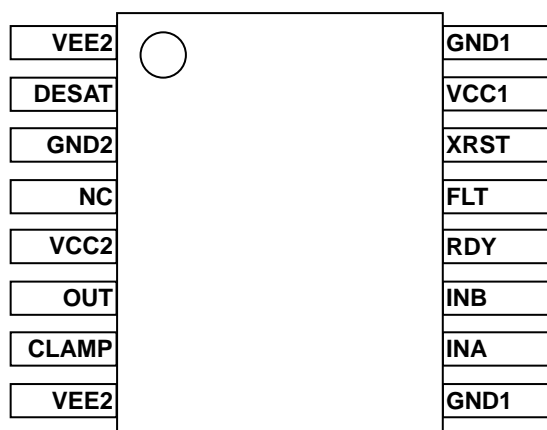 VEE2 GND1
DESAT VCC1
GND2 XRST
NC FLT
VCC2 RDY
OUT INB
CLAMP INA
VEE2 GND1